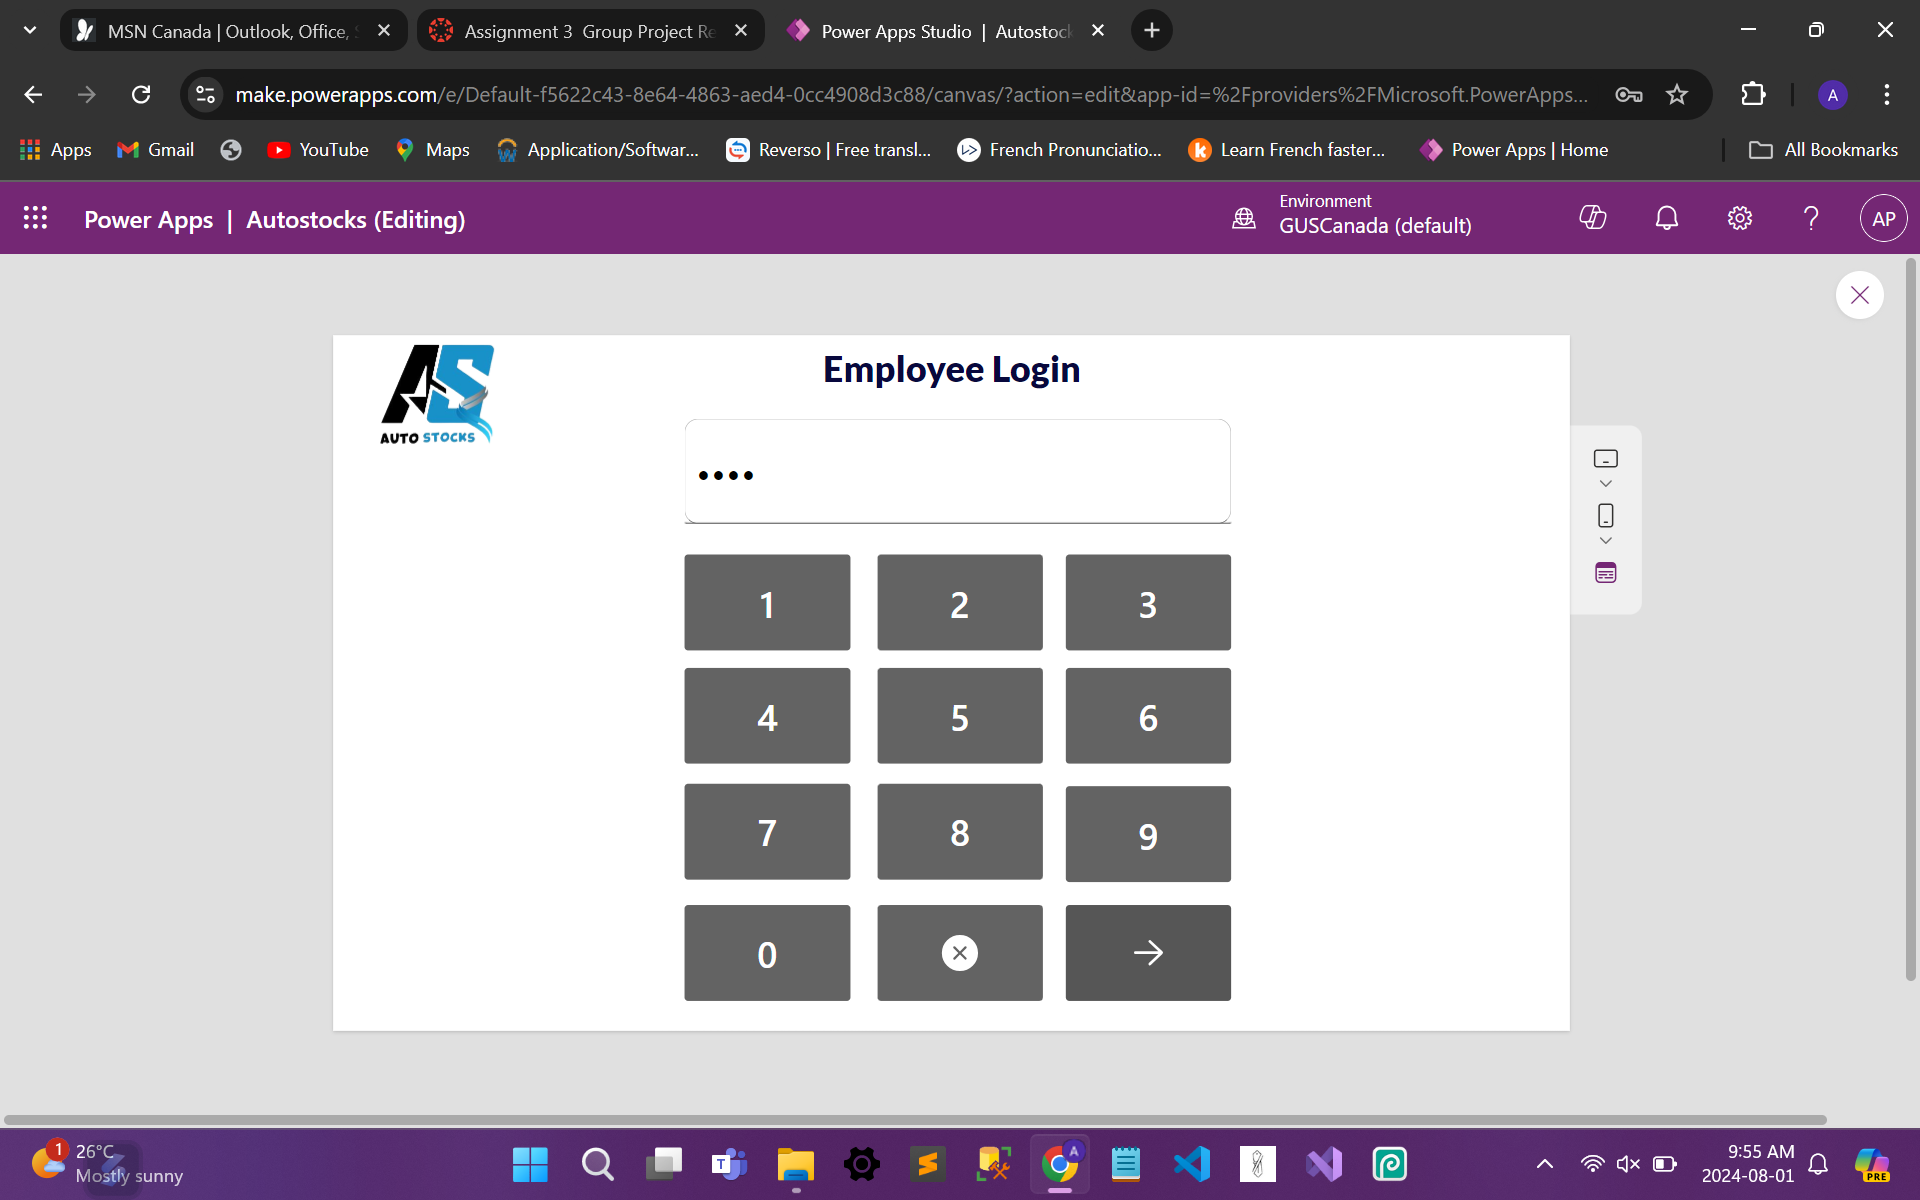 MSN Canada | Outlook, Office,
Assignment 3 Group Project Re
Power Apps Studio | Autostock
make.powerapps.com/e/Default-f5622c43-8e64-4863-aed4-0cc4908d3c88/canvas/?action=edit&app-id=%2Fproviders%2FMicrosoft.PowerApps...
A
Apps
Gmail
YouTube
Maps
Application/Softwar...
Reverso | Free transl...
French Pronunciatio...
Learn French faster...
Power Apps | Home
All Bookmarks
Power Apps | Autostocks (Editing)
Environment
GUSCanada (default)
AP
AS
AUTO STOCKS
Employee Login
••••
1 2 3
4 5 6
7 8 9
0
1
26°C
Mostly sunny
9:55 AM
2024-08-01
PRE